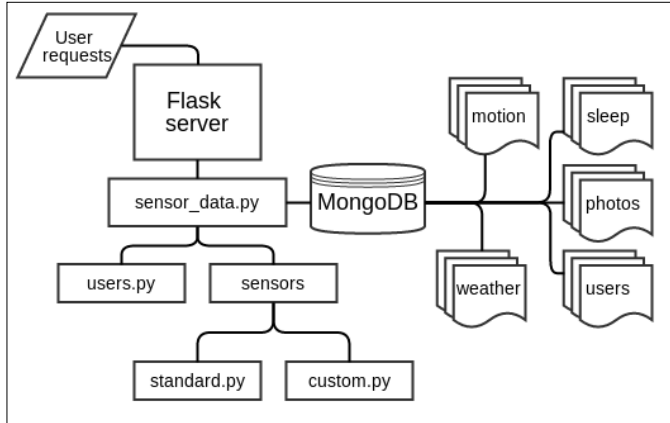 User
requests
Flask
server
sensor_data.py
MongoDB
motion
sleep
photos
weather
users
users.py
sensors
standard.py
custom.py